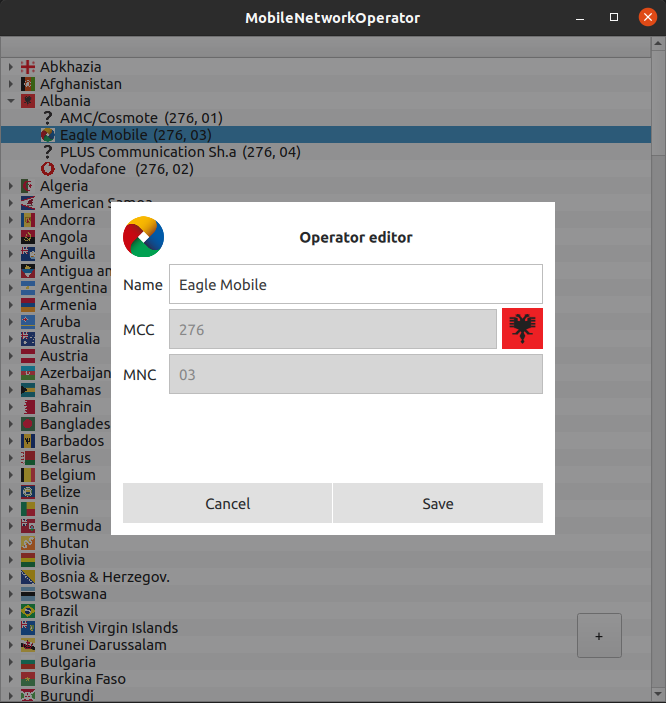 MobileNetworkOperator
Abkhazia
Afghanistan
Albania
? AMC/Cosmote (276, 01)
Eagle Mobile (276, 03)
? PLUS Communication Sh.a (276, 04)
Vodafone (276, 02)
Algeria
American Samoa
Andorra
Angola
Anguilla
Antigua an
Argentina
Armenia
Aruba
Australia
Austria
Azerbaijan
Bahamas
Bahrain
Banglades
Barbados
Belarus
Belgium
Belize
Benin
Bermuda
Bhutan
Bolivia
Bosnia & Herzegov.
Botswana
Brazil
British Virgin Islands
Brunei Darussalam
Bulgaria
Burkina Faso
Burundi
Operator editor
Name Eagle Mobile
MCC 276
MNC 03
Cancel Save
+